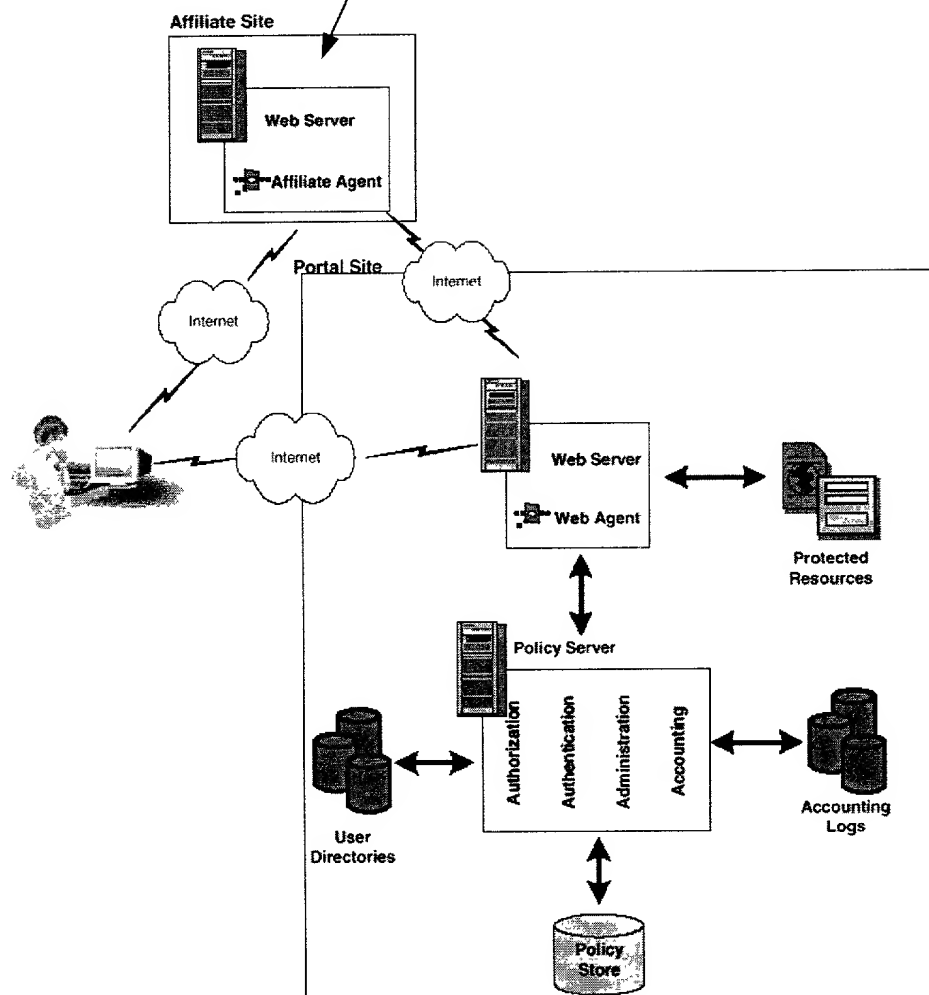 Affiliate Site
Web Server
Affiliate Agent
Portal Site
Internet
Internet
Internet
Web Server
Web Agent
Protected
Resources
Policy Server
Authorization
Authentication
Administration
Accounting
User
Directories
Accounting
Logs
Policy
Store